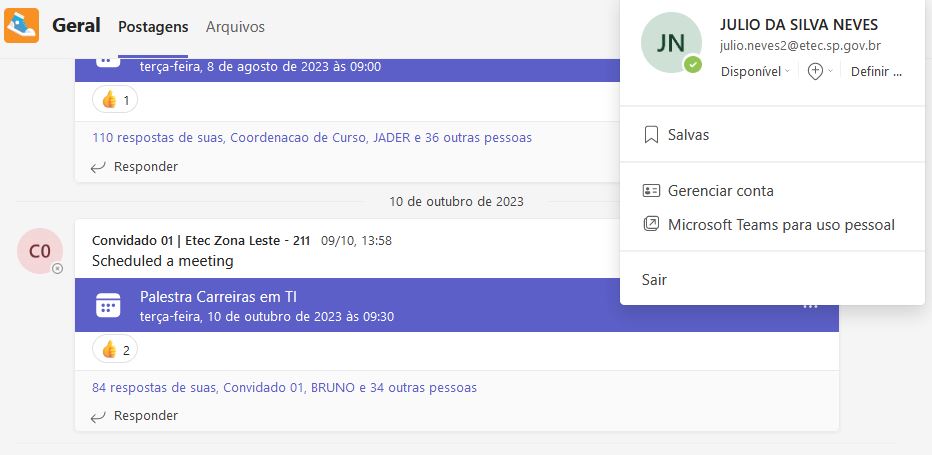 Geral Postagens Arquivos
terça-feira, 8 de agosto de 2023 às 09:00
1
110 respostas de suas, Coordenacao de Curso, JADER e 36 outras pessoas
Responder
10 de outubro de 2023
C0
Convidado 01 | Etec Zona Leste - 211 09/10, 13:58
Scheduled a meeting
Palestra Carreiras em TI
terça-feira, 10 de outubro de 2023 às 09:30
2
84 respostas de suas, Convidado 01, BRUNO e 34 outras pessoas
Responder
JN
JULIO DA SILVA NEVES
julio.neves2@etec.sp.gov.br
Disponível Definir ...
Salvas
Gerenciar conta
Microsoft Teams para uso pessoal
Sair